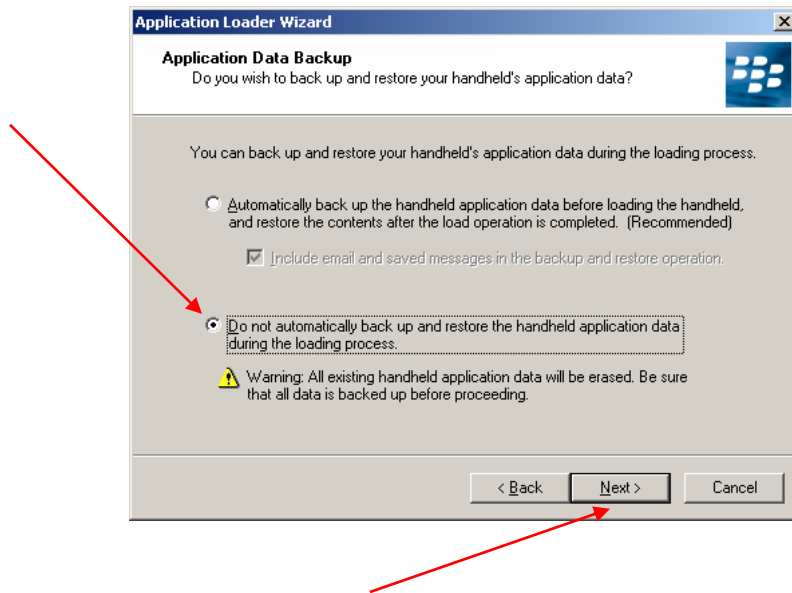 Application Loader Wizard
Application Data Backup
Do you wish to back up and restore your handheld's application data?
You can back up and restore your handheld's application data during the loading process.
Automatically back up the handheld application data before loading the handheld,
and restore the contents after the load operation is completed. (Recommended)
Include email and saved messages in the backup and restore operation.
Do not automatically back up and restore the handheld application data
during the loading process.
Warning: All existing handheld application data will be erased. Be sure
that all data is backed up before proceeding.
< Back Next > Cancel